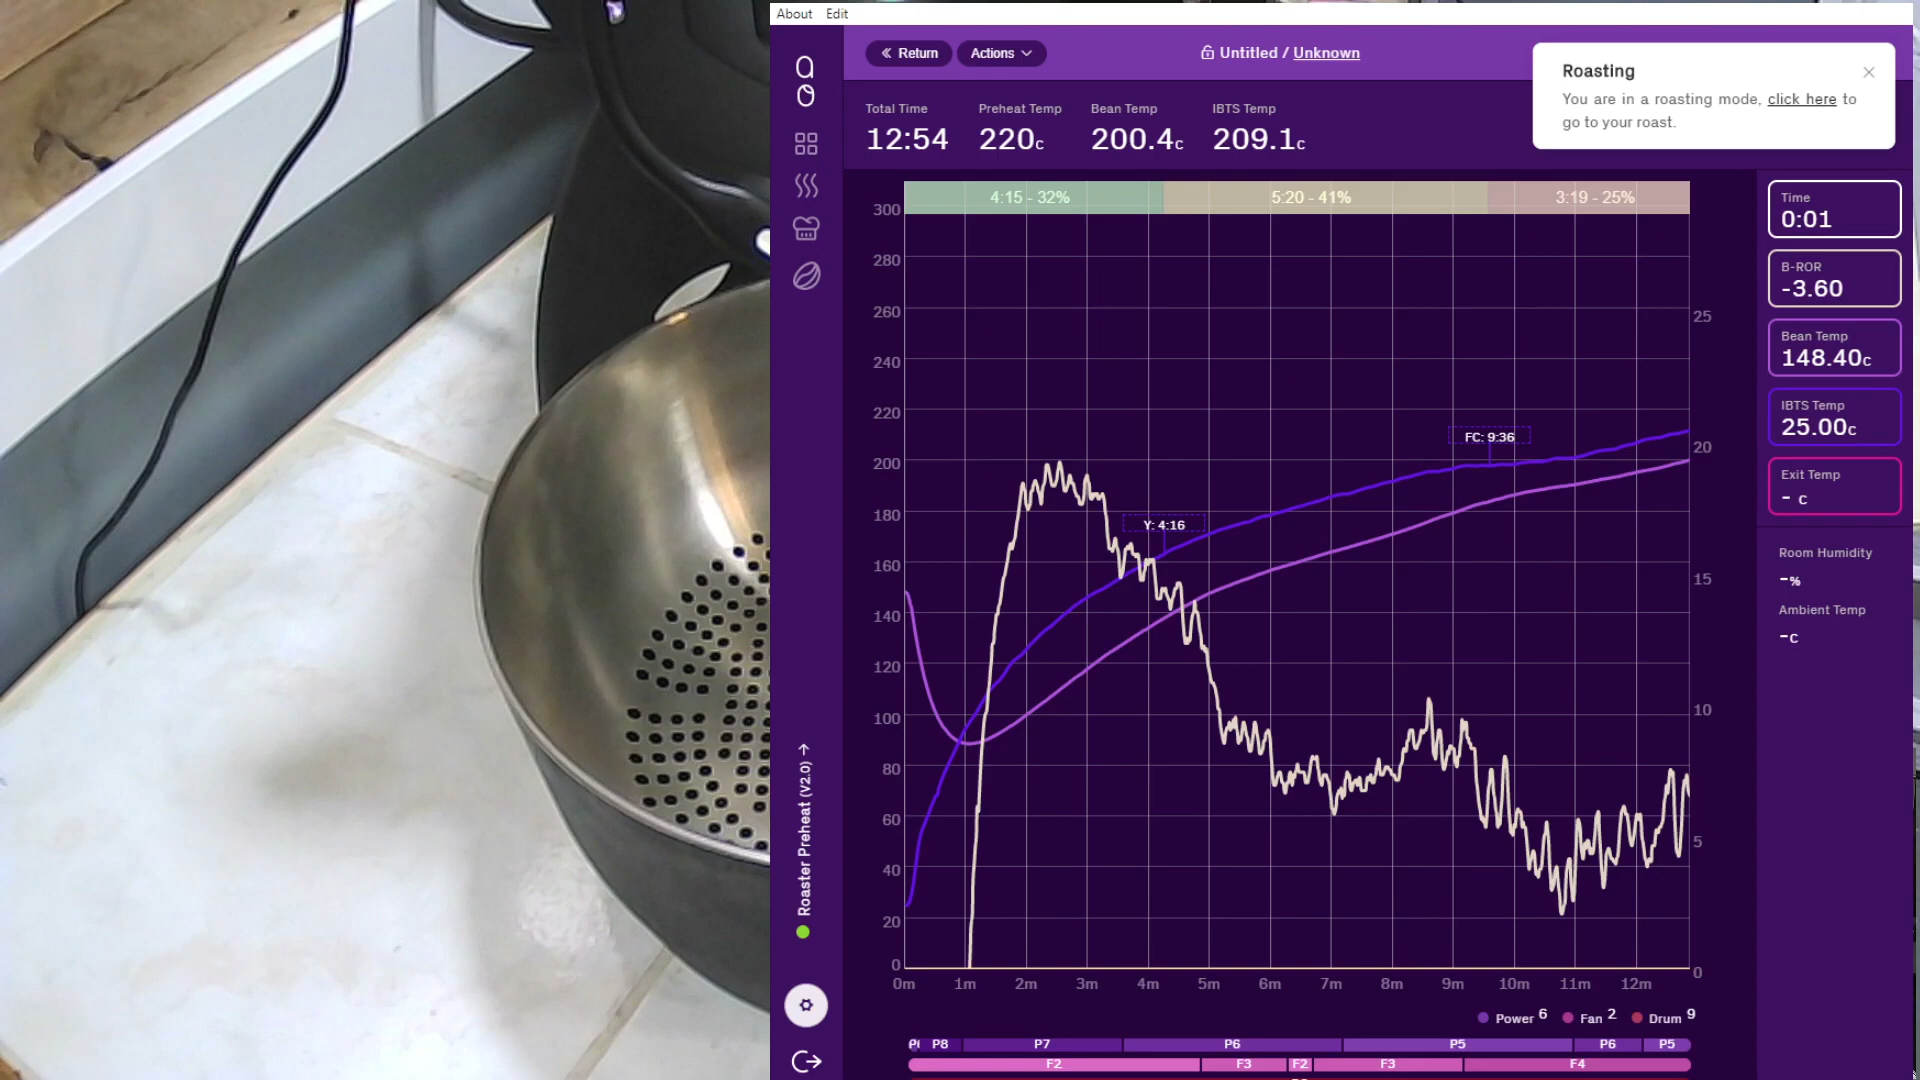 About Edit
Return Actions Untitled / Unknown
Roasting
You are in a roasting mode, click here to
go to your roast.
Total Time Preheat Temp Bean Temp IBTS Temp
12:54 220c 200.4c 209.1c
4:15 - 32% 5:20 - 41% 3:19 - 25%
300
280
260
240
220
200
180
160
140
120
100
80
60
40
20
0
25
20
15
10
5
0
FC: 9:36
Y: 4:16
0m 1m 2m 3m 4m 5m 6m 7m 8m 9m 10m 11m 12m
Power 6 Fan 2 Drum 9
P8 P7 P6 P5 P6 P5
F2 F3 F2 F3 F4
Time
0:01
B-ROR
-3.60
Bean Temp
148.40c
IBTS Temp
25.00c
Exit Temp
- c
Room Humidity
-%
Ambient Temp
-c
Roaster Preheat (v2.0) →